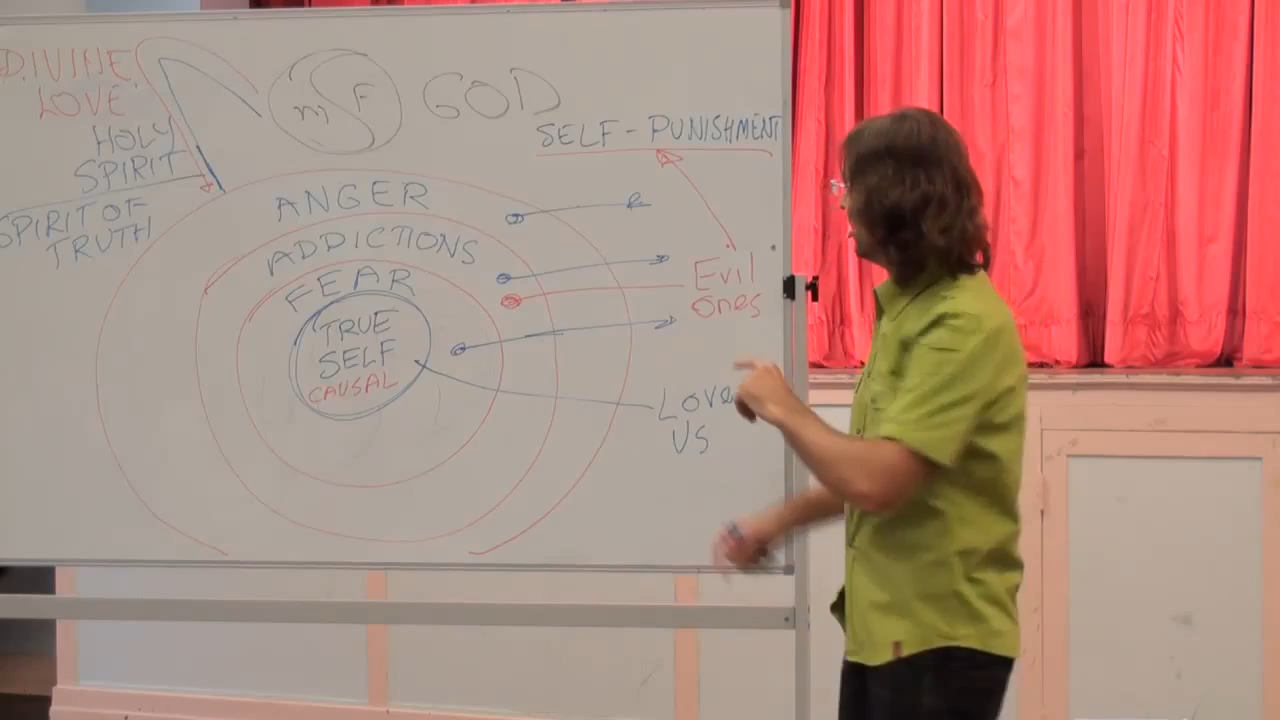 DIVINE
LOVE
HOLY
SPIRIT
SPIRIT OF
TRUTH
m F
GOD
SELF-PUNISHMENT
ANGER
ADDICTIONS
FEAR
TRUE
SELF
CAUSAL
Evil
ones
Love
US